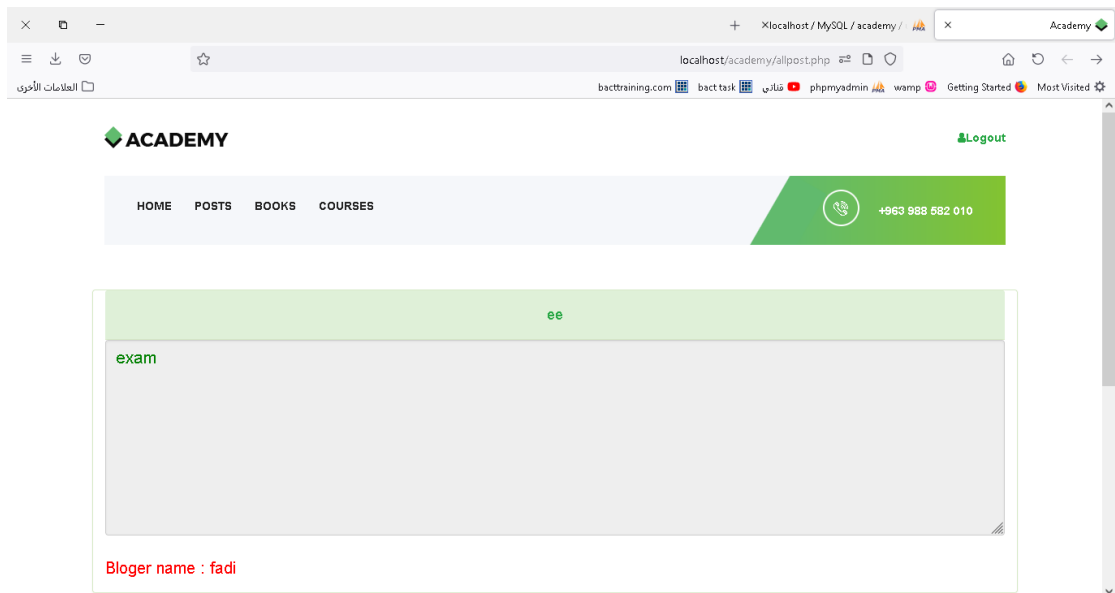 Academy
localhost / MySQL / academy /
localhost/academy/allpost.php
Most Visited
Getting Started
wamp
phpmyadmin
قناتي
bact task
bacttraining.com
العلامات الأخرى
ACADEMY
Logout
HOME POSTS BOOKS COURSES
+963 988 582 010
ee
exam
Bloger name : fadi